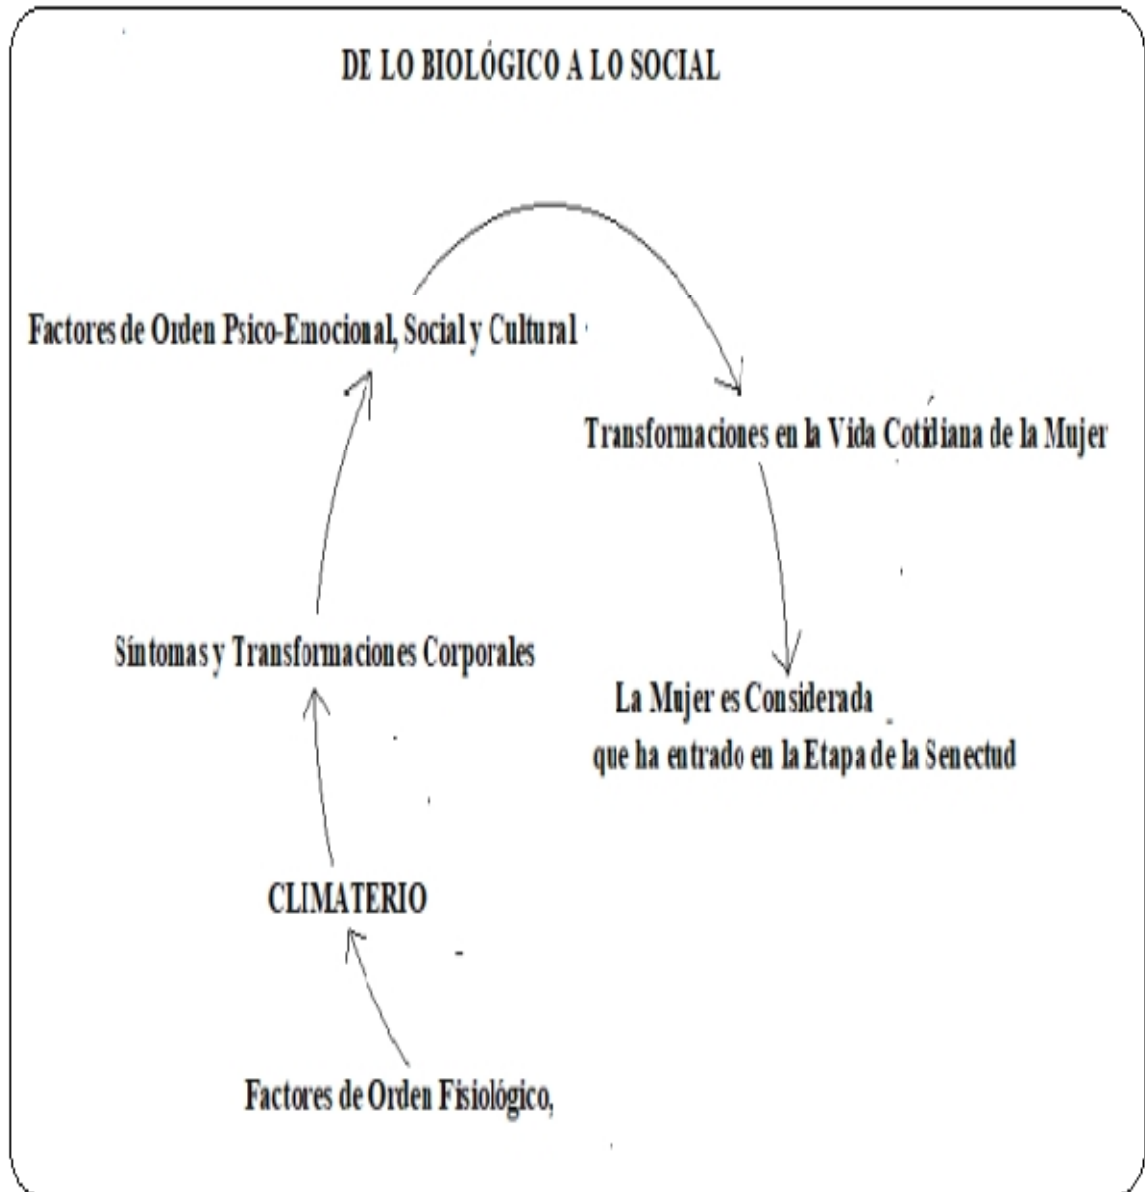 DE LO BIOLÓGICO A LO SOCIAL
Factores de Orden Psico-Emocional, Social y Cultural
Transformaciones en la Vida Cotidiana de la Mujer
Síntomas y Transformaciones Corporales
La Mujer es Considerada
que ha entrado en la Etapa de la Senectud
CLIMATERIO
Factores de Orden Fisiológico,